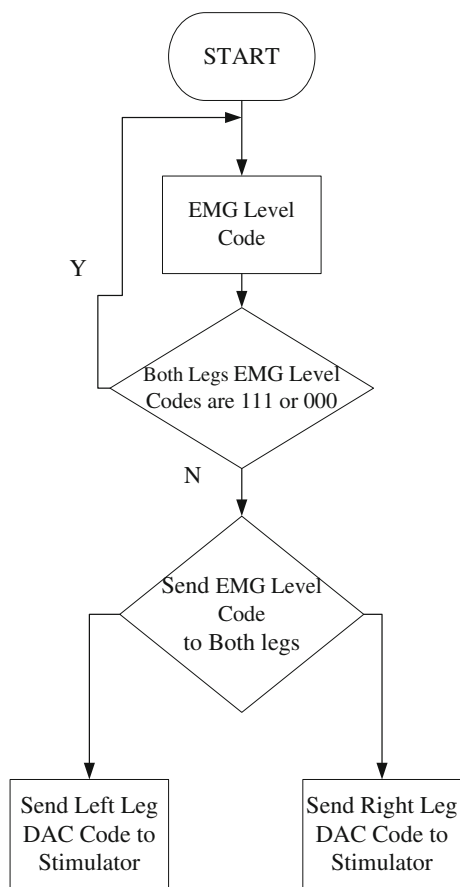 START
EMG Level
Code
Y
Both Legs EMG Level
Codes are 111 or 000
N
Send EMG Level
Code
to Both legs
Send Left Leg
DAC Code to
Stimulator
Send Right Leg
DAC Code to
Stimulator